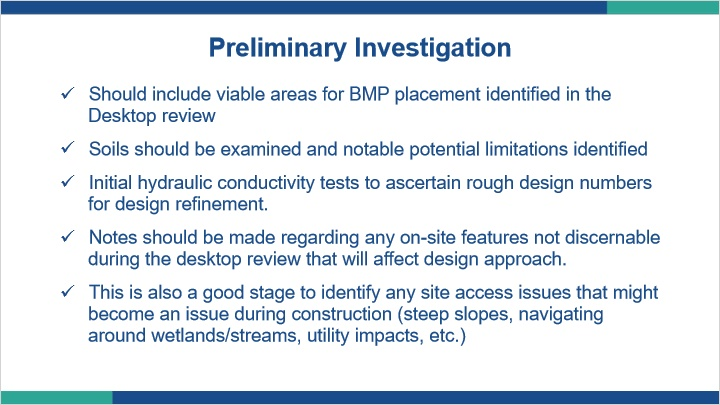 Preliminary Investigation
✓ Should include viable areas for BMP placement identified in the
Desktop review
✓ Soils should be examined and notable potential limitations identified
✓ Initial hydraulic conductivity tests to ascertain rough design numbers
for design refinement.
✓ Notes should be made regarding any on-site features not discernable
during the desktop review that will affect design approach.
✓ This is also a good stage to identify any site access issues that might
become an issue during construction (steep slopes, navigating
around wetlands/streams, utility impacts, etc.)